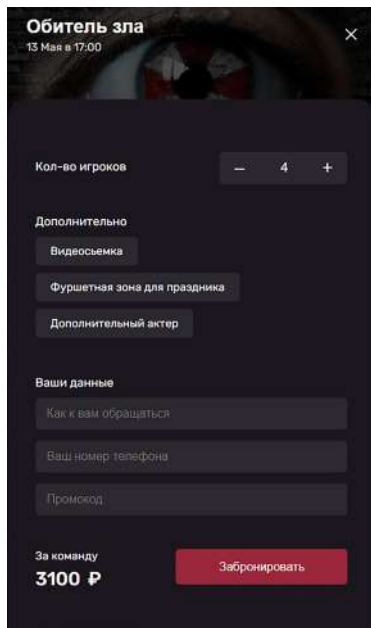 Обитель зла
13 Мая в 17:00
Кол-во игроков
– 4 +
Дополнительно
Видеосьемка
Фуршетная зона для праздника
Дополнительный актер
Ваши данные
Как к вам обращаться
Ваш номер телефона
Промокод
За команду
3100 ₽
Забронировать